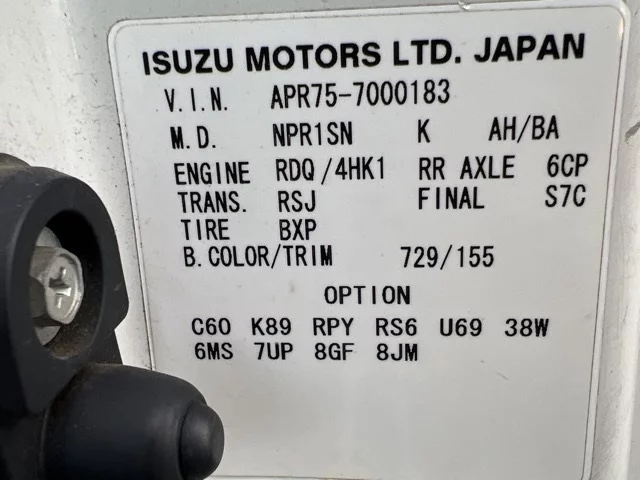 ISUZU MOTORS LTD. JAPAN
V.I.N. APR75-7000183
M.D. NPR1SN K AH/BA
ENGINE RDQ/4HK1 RR AXLE 6CP
TRANS. RSJ FINAL S7C
TIRE BXP
B.COLOR/TRIM 729/155
OPTION
C60 K89 RPY RS6 U69 38W
6MS 7UP 8GF 8JM